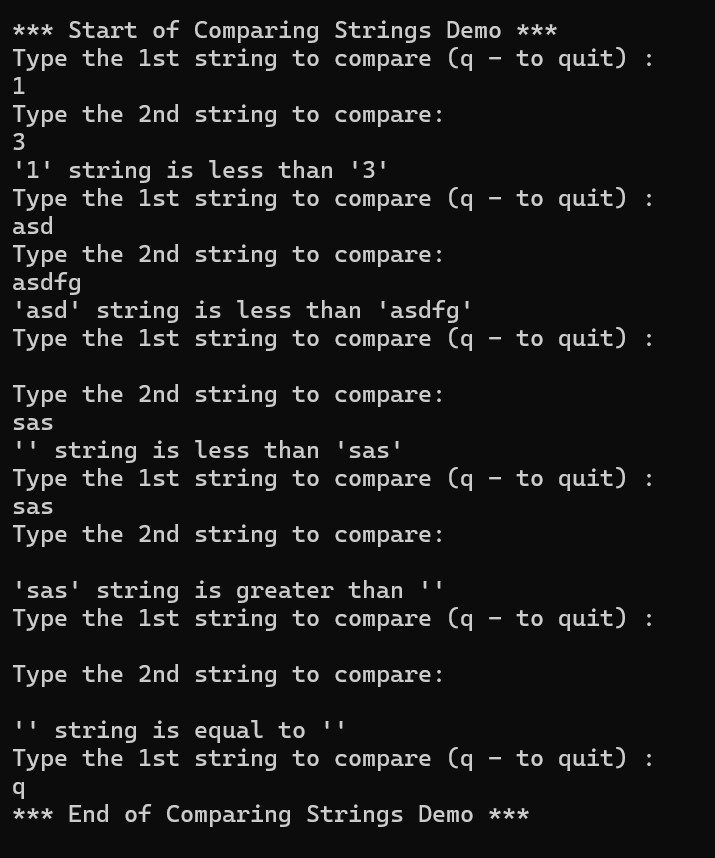 *** Start of Comparing Strings Demo ***
Type the 1st string to compare (q - to quit) :
1
Type the 2nd string to compare:
3
'1' string is less than '3'
Type the 1st string to compare (q - to quit) :
asd
Type the 2nd string to compare:
asdfg
'asd' string is less than 'asdfg'
Type the 1st string to compare (q - to quit) :
Type the 2nd string to compare:
sas
'' string is less than 'sas'
Type the 1st string to compare (q - to quit) :
sas
Type the 2nd string to compare:
'sas' string is greater than ''
Type the 1st string to compare (q - to quit) :
Type the 2nd string to compare:
'' string is equal to ''
Type the 1st string to compare (q - to quit) :
q
*** End of Comparing Strings Demo ***